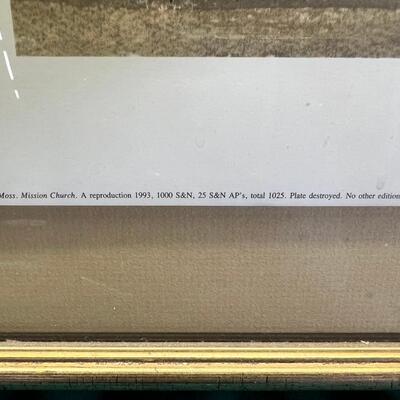 Moss. Mission Church. A reproduction 1993, 1000 S&N, 25 S&N AP's, total 1025. Plate destroyed. No other edition